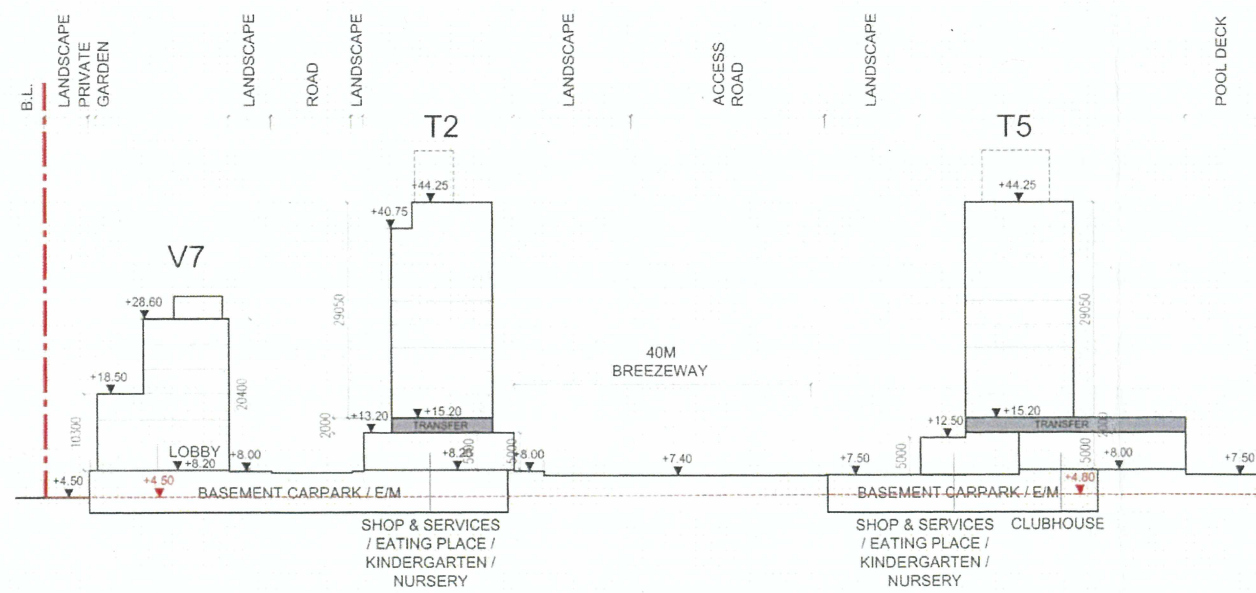 B.L.
LANDSCAPE
PRIVATE
GARDEN
LANDSCAPE
ROAD
LANDSCAPE
LANDSCAPE
ACCESS
ROAD
LANDSCAPE
POOL DECK
T2
T5
+44.25
+44.25
+40.75
V7
+28.60
29050
29050
40M
BREEZEWAY
+18.50
20400
10300
+13.20
2000
+15.20
TRANSFER
+12.50
+15.20
TRANSFER
2000
LOBBY
+8.20
+8.00
+8.20
5000
5000
+8.00
+7.40
+7.50
5000
5000
+8.00
+7.50
+4.50
+4.50
BASEMENT CARPARK / E/M
BASEMENT CARPARK / E/M
+4.80
SHOP & SERVICES
/ EATING PLACE /
KINDERGARTEN /
NURSERY
SHOP & SERVICES
/ EATING PLACE /
KINDERGARTEN /
NURSERY
CLUBHOUSE